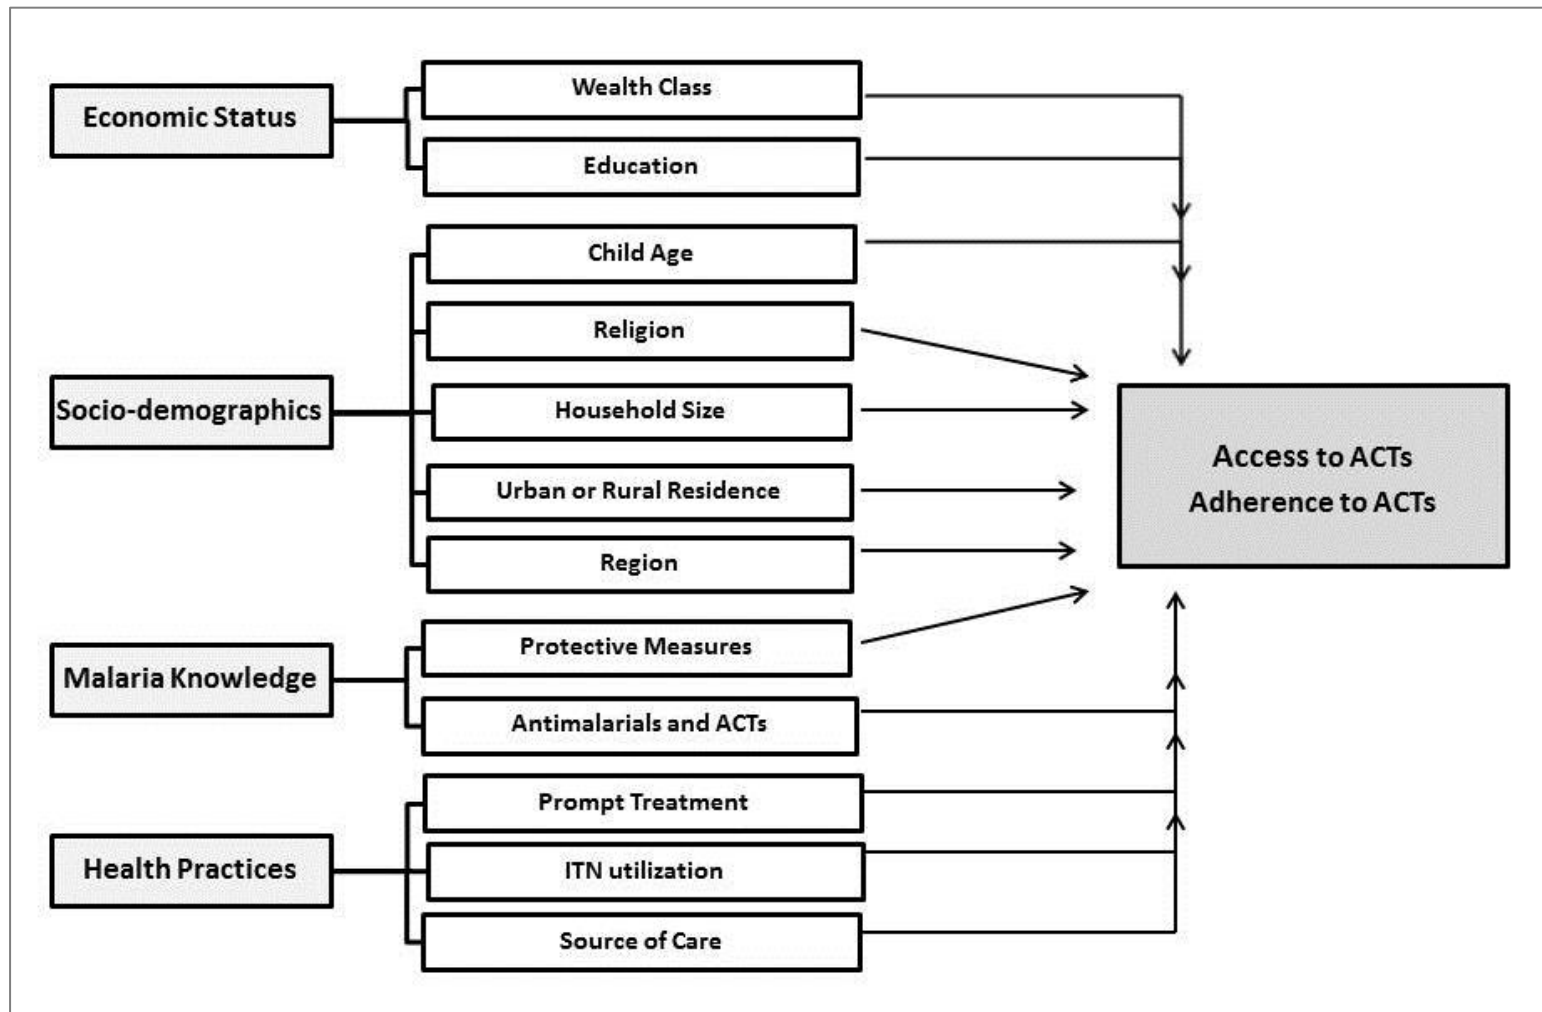 Economic Status
Wealth Class
Education
Socio-demographics
Child Age
Religion
Household Size
Urban or Rural Residence
Region
Malaria Knowledge
Protective Measures
Antimalarials and ACTs
Health Practices
Prompt Treatment
ITN utilization
Source of Care
Access to ACTs
Adherence to ACTs